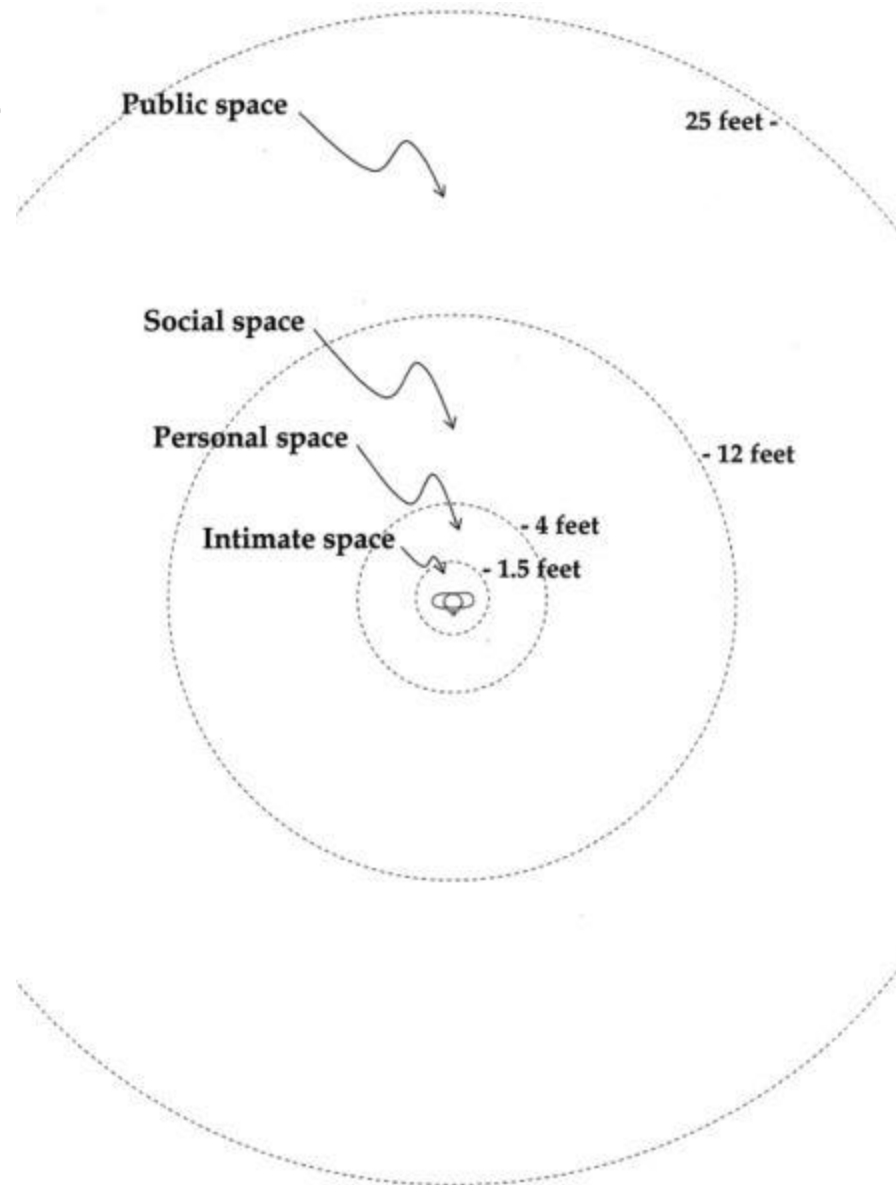 Public space
25 feet -
Social space
- 12 feet
Personal space
- 4 feet
Intimate space
- 1.5 feet